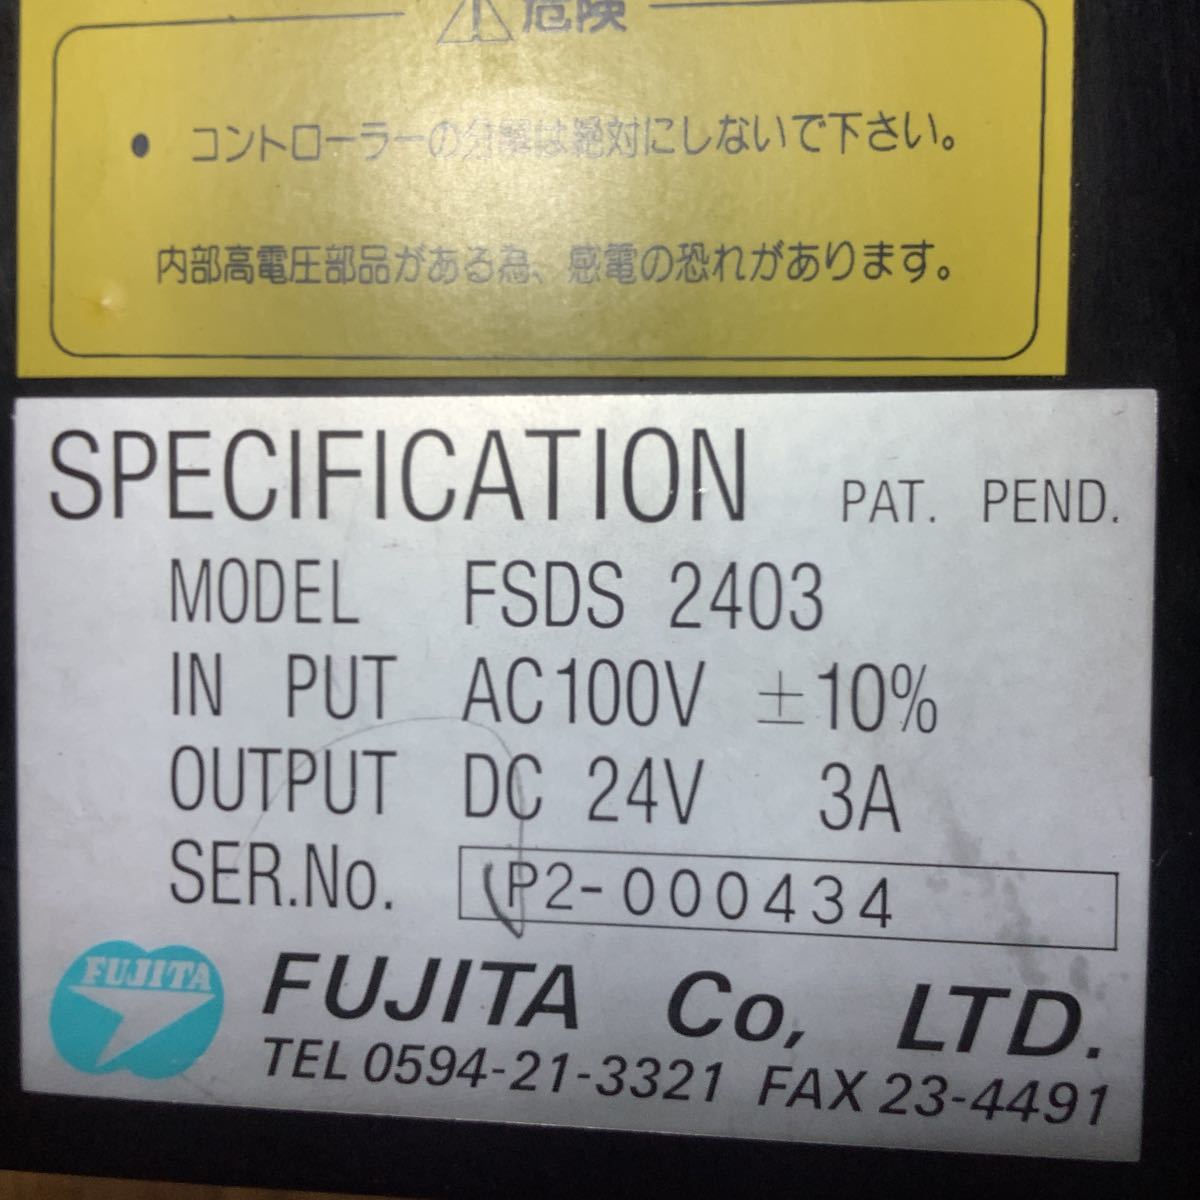 危険
● コントローラーの分解は絶対にしないで下さい。
内部高電圧部品がある為、感電の恐れがあります。
SPECIFICATION PAT. PEND.
MODEL FSDS 2403
IN PUT AC100V ±10%
OUTPUT DC 24V 3A
SER.No. P2-000434
FUJITA
FUJITA Co, LTD.
TEL 0594-21-3321 FAX 23-4491